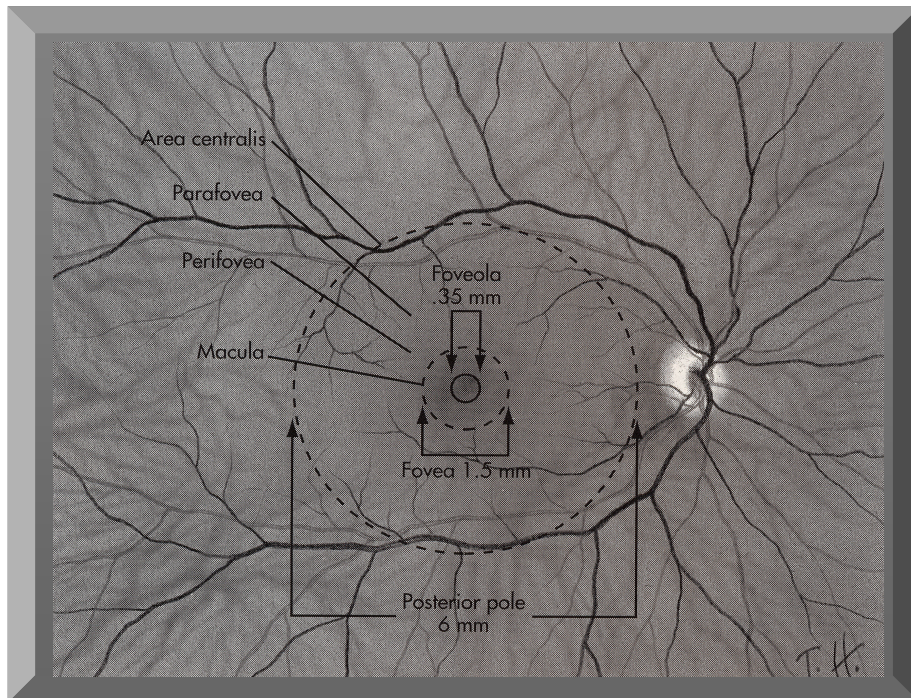 Area centralis
Parafovea
Perifovea
Foveola
.35 mm
Macula
Fovea 1.5 mm
Posterior pole
6 mm
T. H.